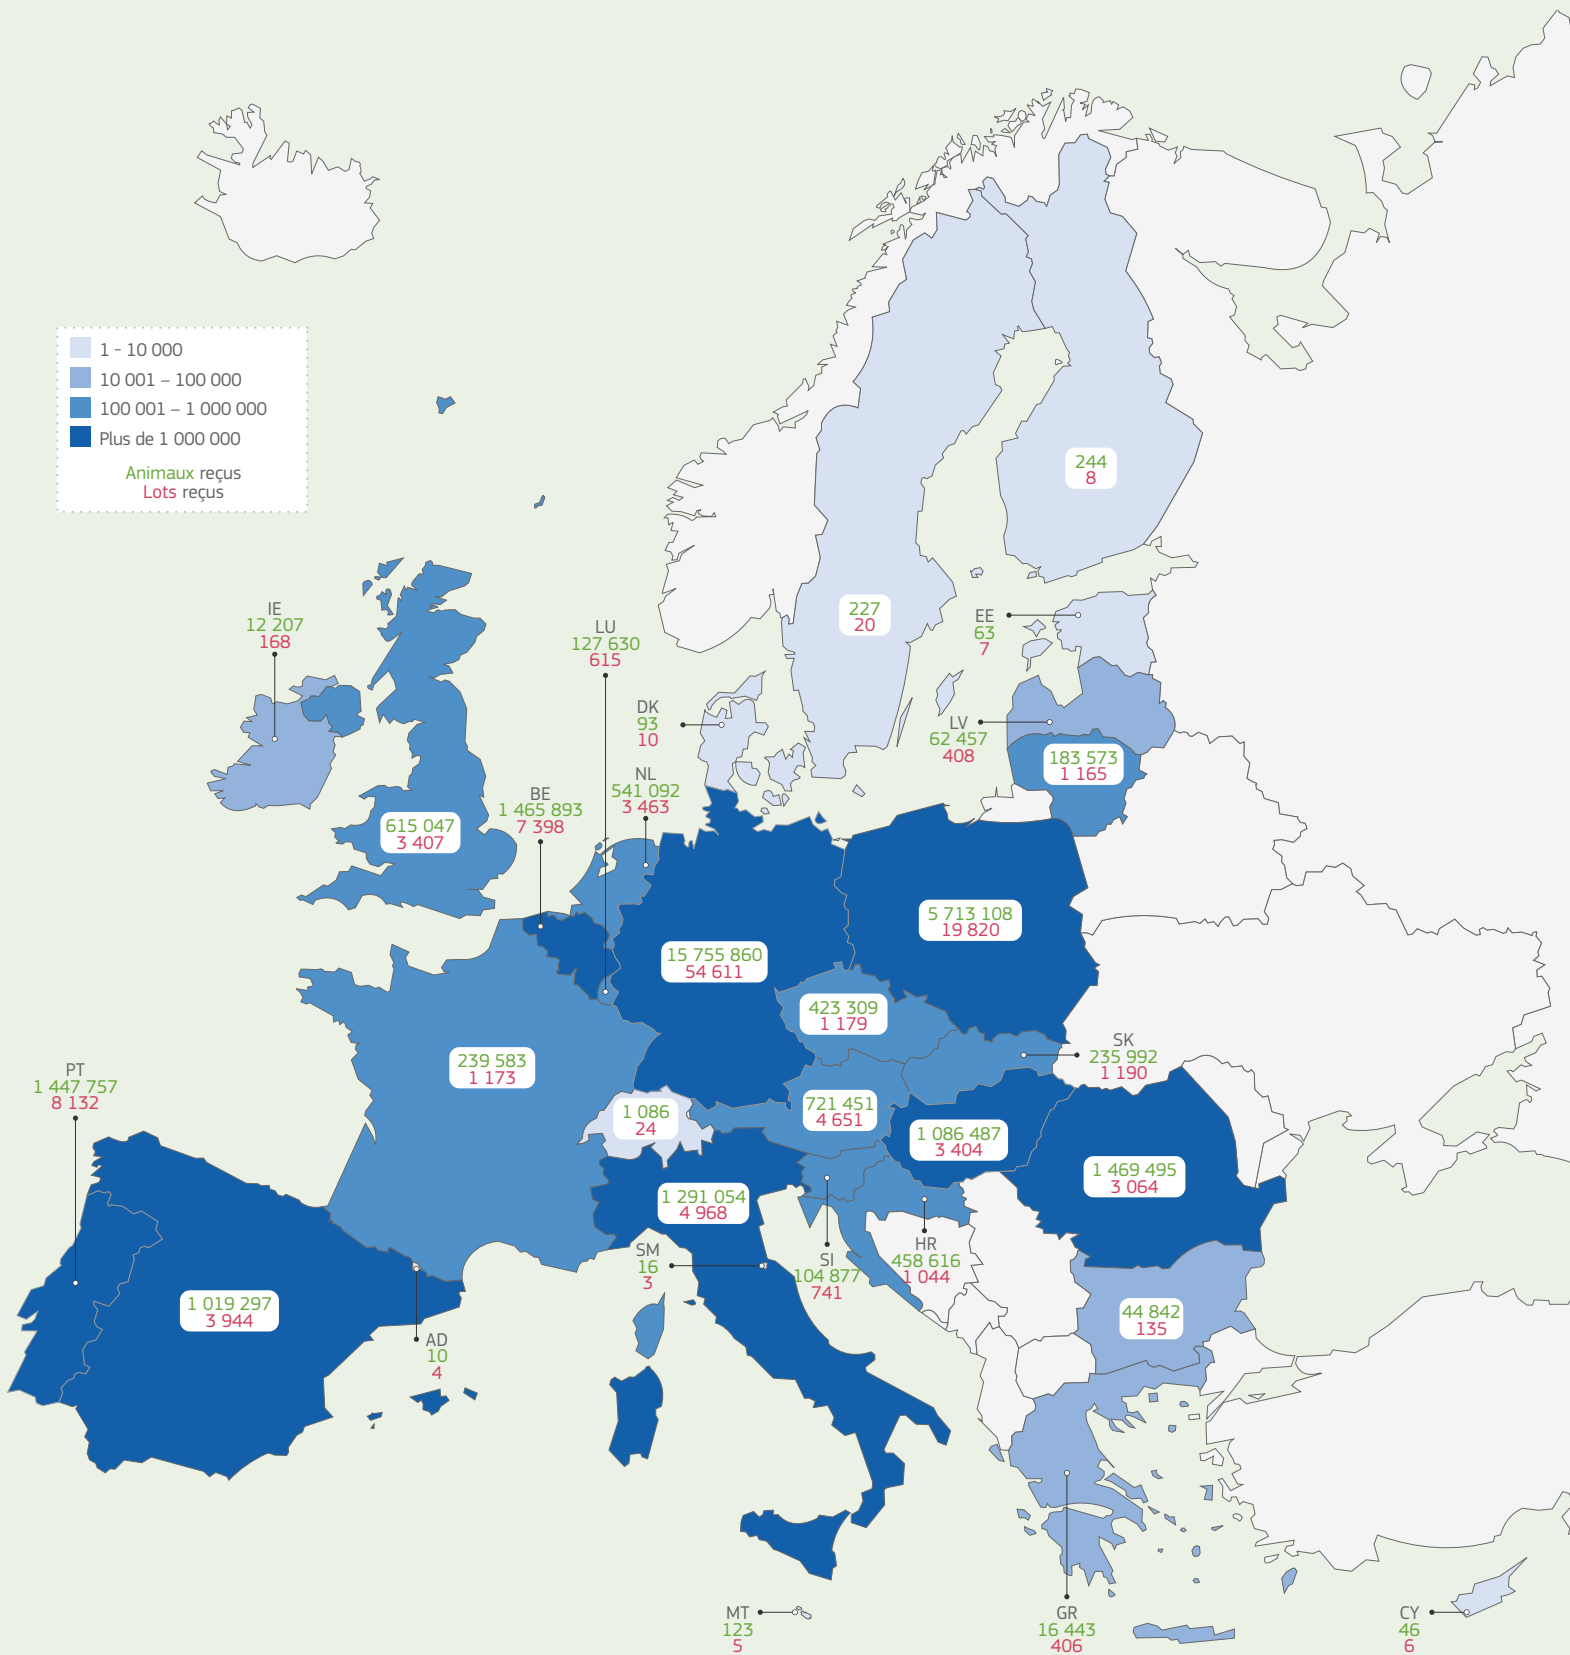 1 - 10 000
10 001 – 100 000
100 001 – 1 000 000
Plus de 1 000 000
Animaux reçus
Lots reçus
244
8
227
20
IE
12 207
168
LU
127 630
615
EE
63
7
DK
93
10
LV
62 457
408
183 573
1 165
NL
541 092
3 463
BE
1 465 893
7 398
615 047
3 407
5 713 108
19 820
15 755 860
54 611
423 309
1 179
SK
235 992
1 190
239 583
1 173
PT
1 447 757
8 132
721 451
4 651
1 086
24
1 086 487
3 404
1 469 495
3 064
1 291 054
4 968
SM
16
3
SI
104 877
741
HR
458 616
1 044
1 019 297
3 944
44 842
135
AD
10
4
MT
123
5
GR
16 443
406
CY
46
6